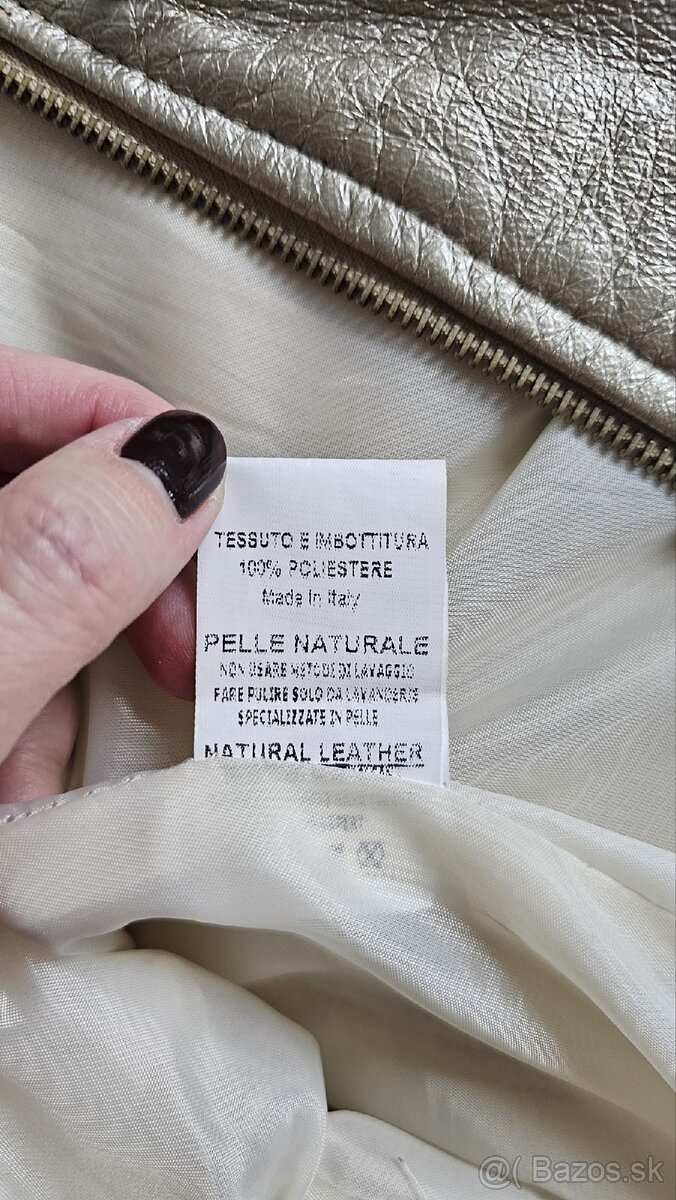 TESSUTO E IMBOTTITURA
100% POLIESTERE
Made in Italy
PELLE NATURALE
NON USARE METODI DI LAVAGGIO
FARE PULIRE SOLO DA LAVANDERIE
SPECIALIZZATE IN PELLE
NATURAL LEATHER
@( Bazos.sk